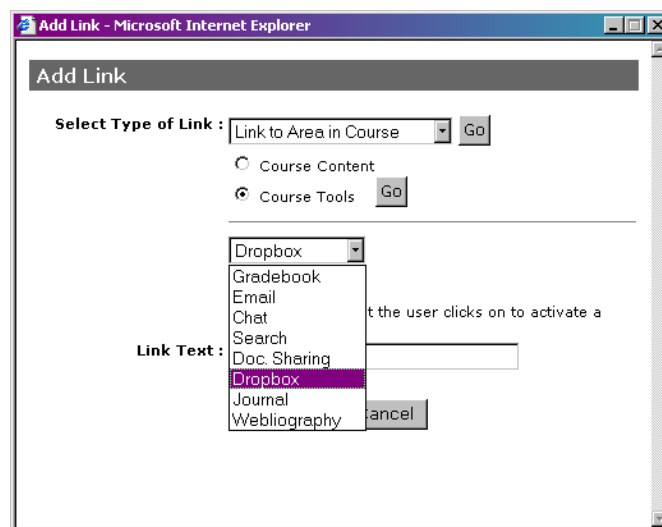 Add Link - Microsoft Internet Explorer
Add Link
Select Type of Link : Link to Area in Course Go
Course Content
Course Tools Go
Dropbox
Gradebook
Email
Chat
t the user clicks on to activate a
Search
Link Text : Doc. Sharing
Dropbox
Journal
Webliography ancel